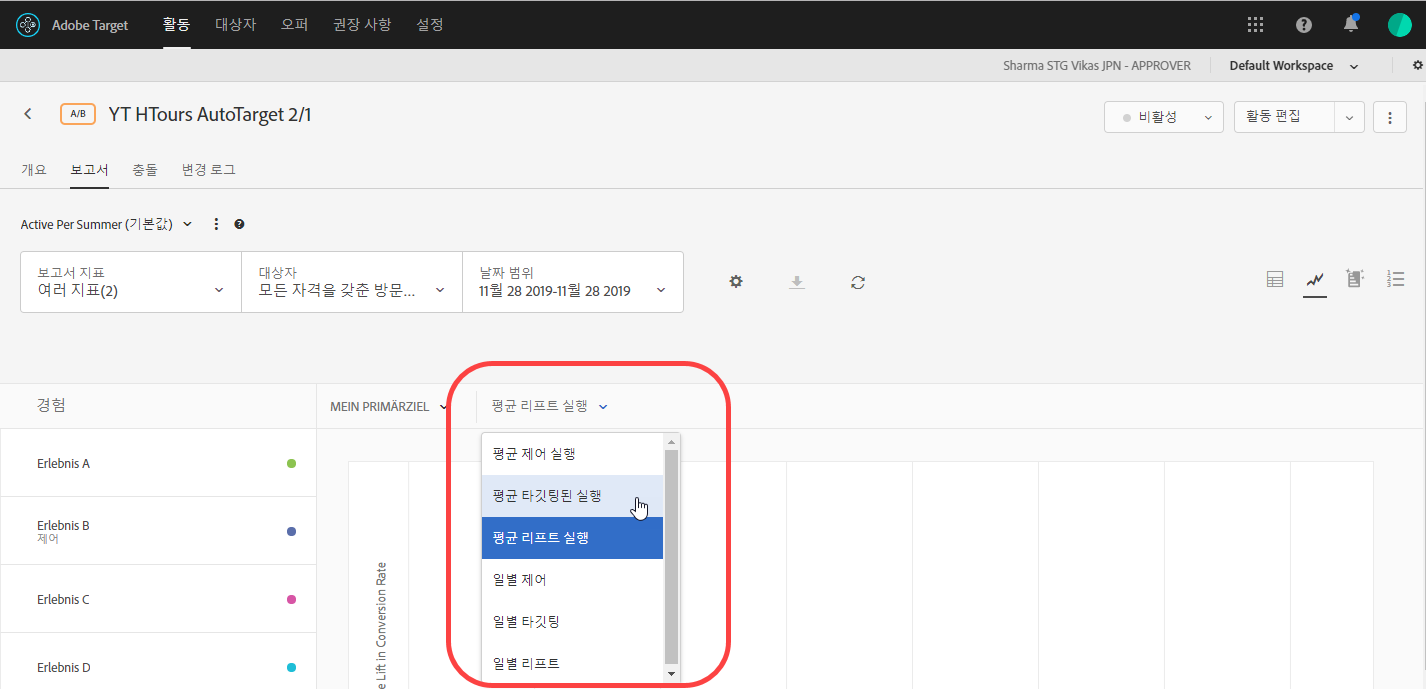 Adobe Target 활동 대상자 오퍼 권장 사항 설정
Sharma STG Vikas JPN - APPROVER Default Workspace
A/B YT HTours AutoTarget 2/1 비활성 활동 편집
개요 보고서 충돌 변경 로그
Active Per Summer (기본값)
보고서 지표 대상자 날짜 범위
여러 지표(2) 모든 자격을 갖춘 방문... 11월 28 2019-11월 28 2019
경험 MEIN PRIMÄRZIEL 평균 리프트 실행
평균 제어 실행
Erlebnis A
평균 타깃팅된 실행
Erlebnis B
제어
평균 리프트 실행
일별 제어
Erlebnis C
일별 타깃팅
일별 리프트
Erlebnis D
e Lift in Conversion Rate